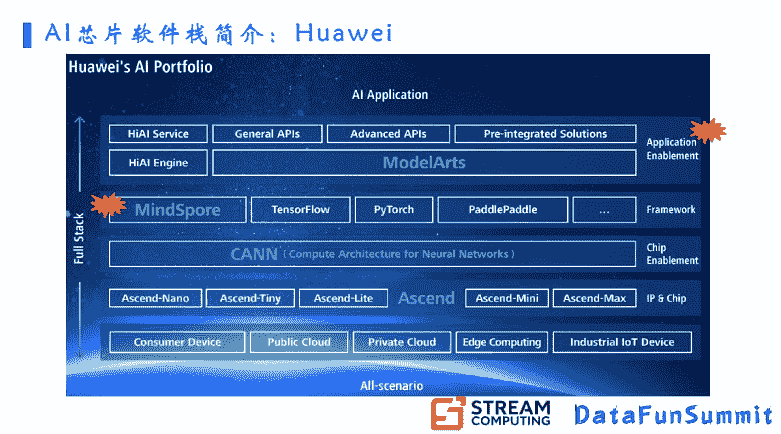 AI芯片软件栈简介：Huawei
Huawei's AI Portfolio
AI Application
HiAI Service General APIs Advanced APIs Pre-integrated Solutions
Application Enablement
HiAI Engine ModelArts
MindSpore TensorFlow PyTorch PaddlePaddle ... Framework
CANN (Compute Architecture for Neural Networks)
Chip Enablement
Ascend-Nano Ascend-Tiny Ascend-Lite Ascend Ascend-Mini Ascend-Max IP & Chip
Consumer Device Public Cloud Private Cloud Edge Computing Industrial IoT Device
Full Stack
All-scenario
STREAM COMPUTING
DataFunSummit